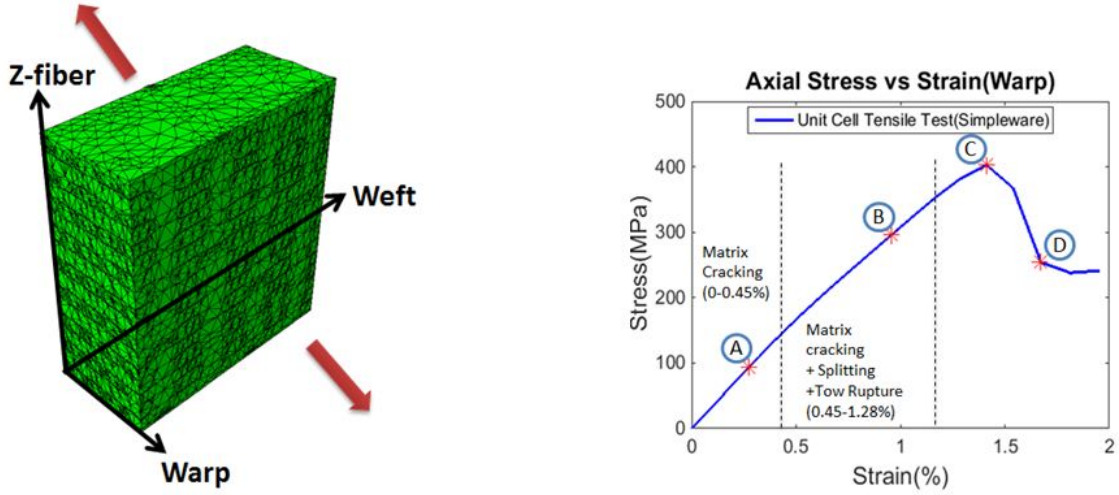 Z-fiber
Weft
Warp
Axial Stress vs Strain(Warp)
Unit Cell Tensile Test(Simpleware)
Stress(MPa)
500
400
300
200
100
0
A
B
C
D
Matrix
Cracking
(0-0.45%)
Matrix
cracking
+ Splitting
+Tow Rupture
(0.45-1.28%)
0
0.5
1
1.5
2
Strain(%)